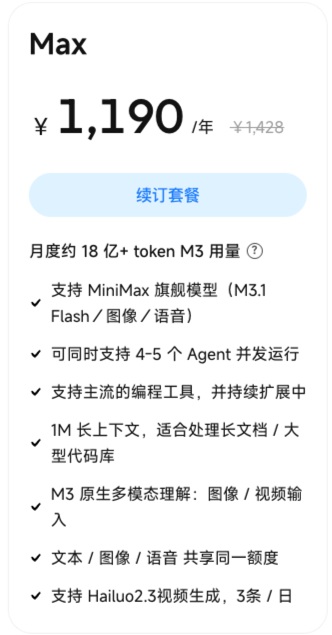 Max
￥ 1,190 /年 ￥1,428
续订套餐
月度约 18 亿+ token M3 用量 ?
✓ 支持 MiniMax 旗舰模型（M3.1
Flash / 图像 / 语音）
✓ 可同时支持 4-5 个 Agent 并发运行
✓ 支持主流的编程工具，并持续扩展中
✓ 1M 长上下文，适合处理长文档 / 大
型代码库
✓ M3 原生多模态理解：图像 / 视频输
入
✓ 文本 / 图像 / 语音 共享同一额度
✓ 支持 Hailuo2.3视频生成，3条 / 日